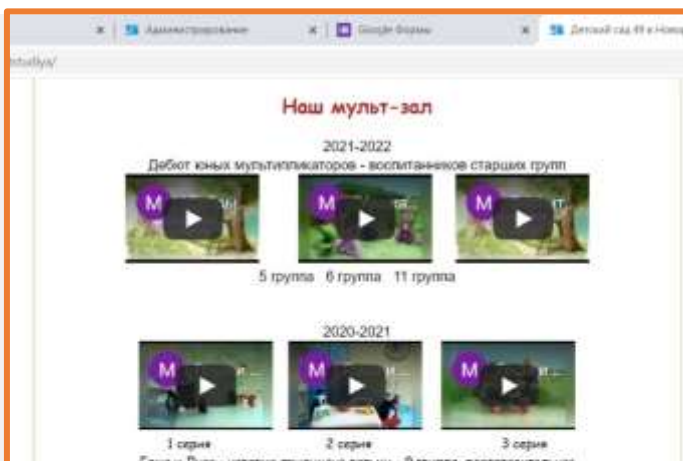 Администрирование Google Формы Детский сад 49 г Новор
Наш мульт-зал
2021-2022
Дебют юных мультипликаторов - воспитанников старших групп
М
М
М
5 группа 6 группа 11 группа
2020-2021
М и ...
М и...
М и ...
1 серия 2 серия 3 серия